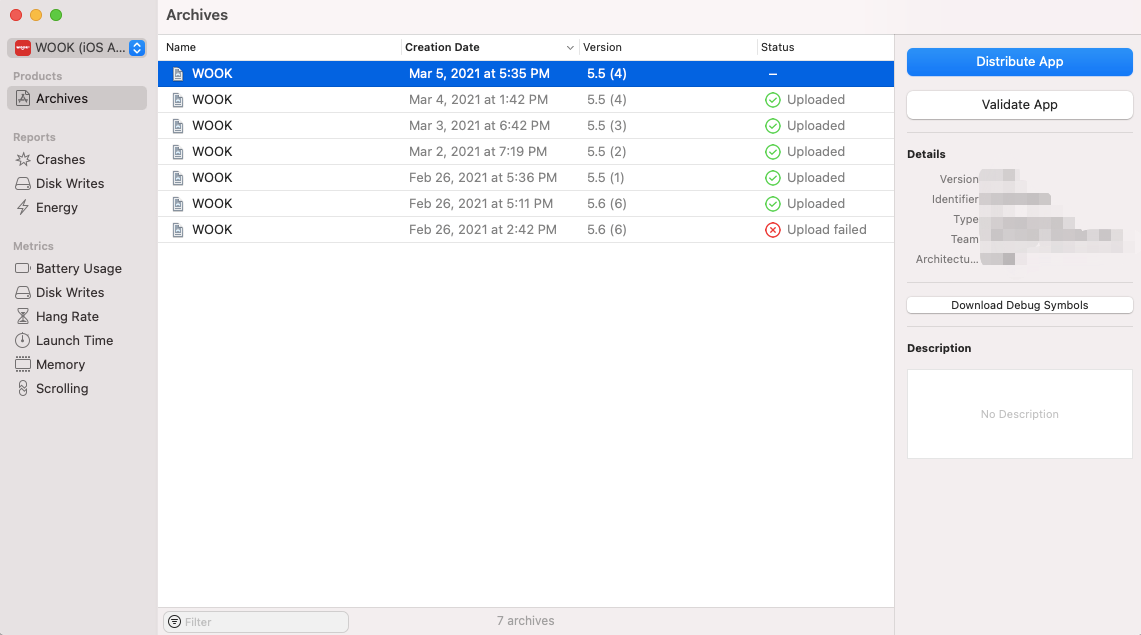 Archives
WOOK (iOS A...
Products
Archives
Reports
Crashes
Disk Writes
Energy
Metrics
Battery Usage
Disk Writes
Hang Rate
Launch Time
Memory
Scrolling
Name Creation Date Version Status
WOOK Mar 5, 2021 at 5:35 PM 5.5 (4) –
WOOK Mar 4, 2021 at 1:42 PM 5.5 (4) Uploaded
WOOK Mar 3, 2021 at 6:42 PM 5.5 (3) Uploaded
WOOK Mar 2, 2021 at 7:19 PM 5.5 (2) Uploaded
WOOK Feb 26, 2021 at 5:36 PM 5.5 (1) Uploaded
WOOK Feb 26, 2021 at 5:11 PM 5.6 (6) Uploaded
WOOK Feb 26, 2021 at 2:42 PM 5.6 (6) Upload failed
Filter
7 archives
Distribute App
Validate App
Details
Version
Identifier
Type
Team
Architectu...
Download Debug Symbols
Description
No Description